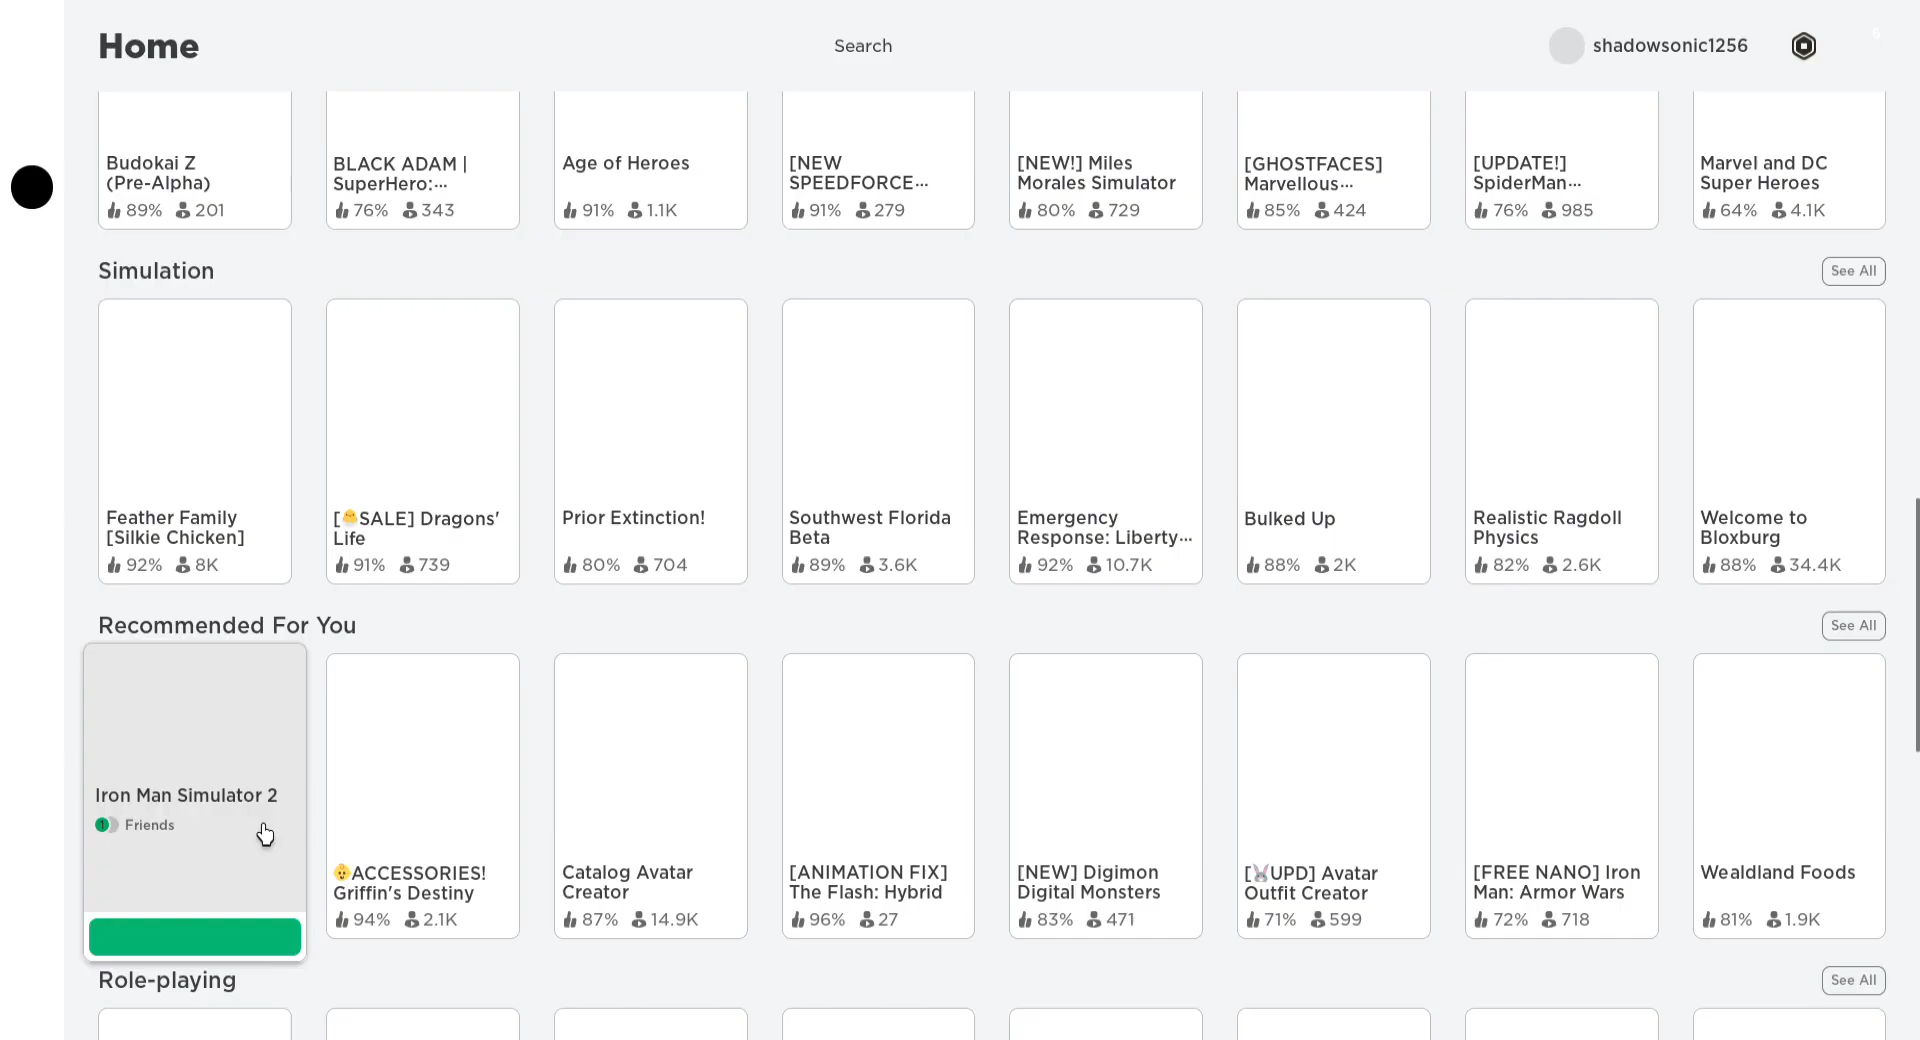 Home
Search
shadowsonic1256
6
Budokai Z
(Pre-Alpha)
89% 201
BLACK ADAM |
SuperHero:...
76% 343
Age of Heroes
91% 1.1K
[NEW
SPEEDFORCE...
91% 279
[NEW!] Miles
Morales Simulator
80% 729
[GHOSTFACES]
Marvellous...
85% 424
[UPDATE!]
SpiderMan...
76% 985
Marvel and DC
Super Heroes
64% 4.1K
Simulation
See All
Feather Family
[Silkie Chicken]
92% 8K
[🐣SALE] Dragons'
Life
91% 739
Prior Extinction!
80% 704
Southwest Florida
Beta
89% 3.6K
Emergency
Response: Liberty...
92% 10.7K
Bulked Up
88% 2K
Realistic Ragdoll
Physics
82% 2.6K
Welcome to
Bloxburg
88% 34.4K
Recommended For You
See All
Iron Man Simulator 2
1 Friends
🐥ACCESSORIES!
Griffin's Destiny
94% 2.1K
Catalog Avatar
Creator
87% 14.9K
[ANIMATION FIX]
The Flash: Hybrid
96% 27
[NEW] Digimon
Digital Monsters
83% 471
[🐰UPD] Avatar
Outfit Creator
71% 599
[FREE NANO] Iron
Man: Armor Wars
72% 718
Wealdland Foods
81% 1.9K
Role-playing
See All